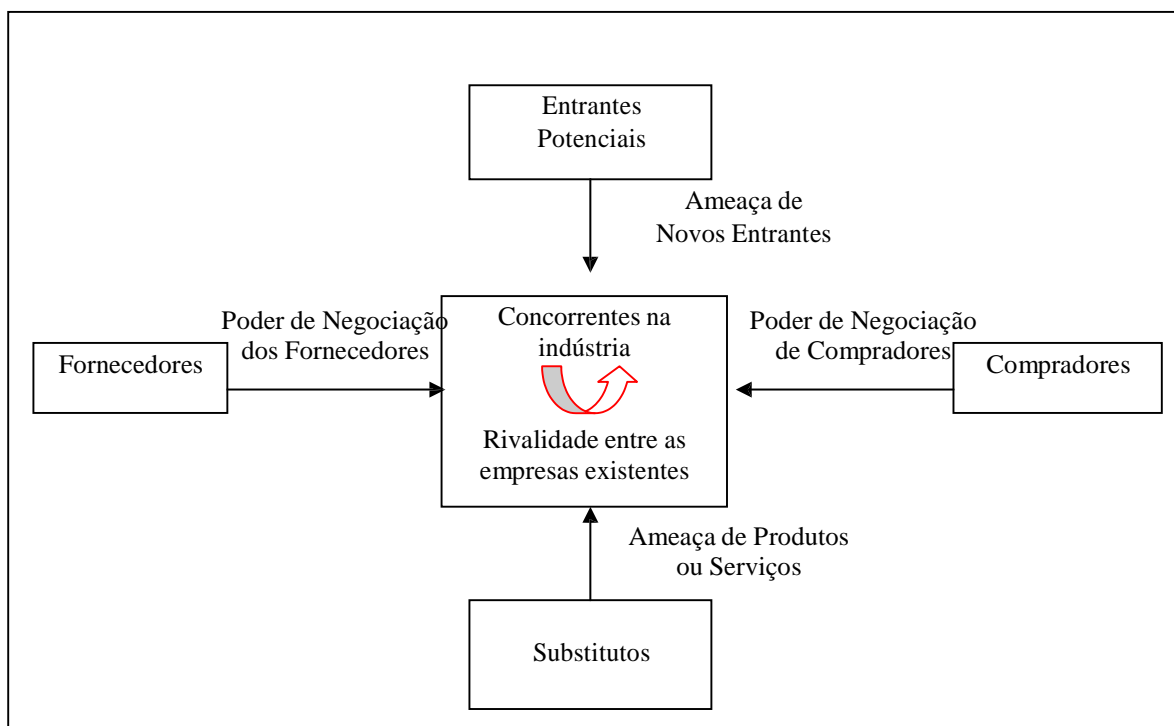 Entrantes
Potenciais
Ameaça de
Novos Entrantes
Poder de Negociação
dos Fornecedores
Fornecedores
Concorrentes na
indústria
Rivalidade entre as
empresas existentes
Poder de Negociação
de Compradores
Compradores
Ameaça de Produtos
ou Serviços
Substitutos